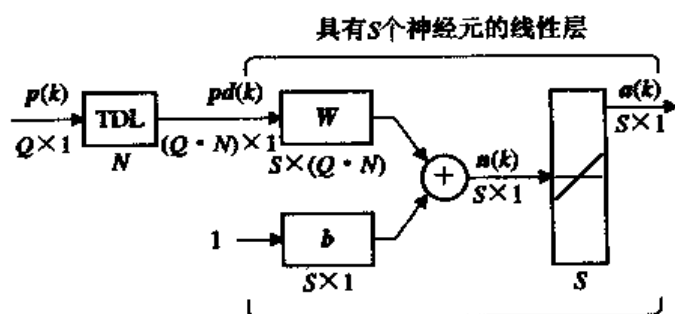 具有S个神经元的线性层
p(k)
Q×1
TDL
N
pd(k)
(Q·N)×1
W
S×(Q·N)
1
b
S×1
+
n(k)
S×1
S
a(k)
S×1